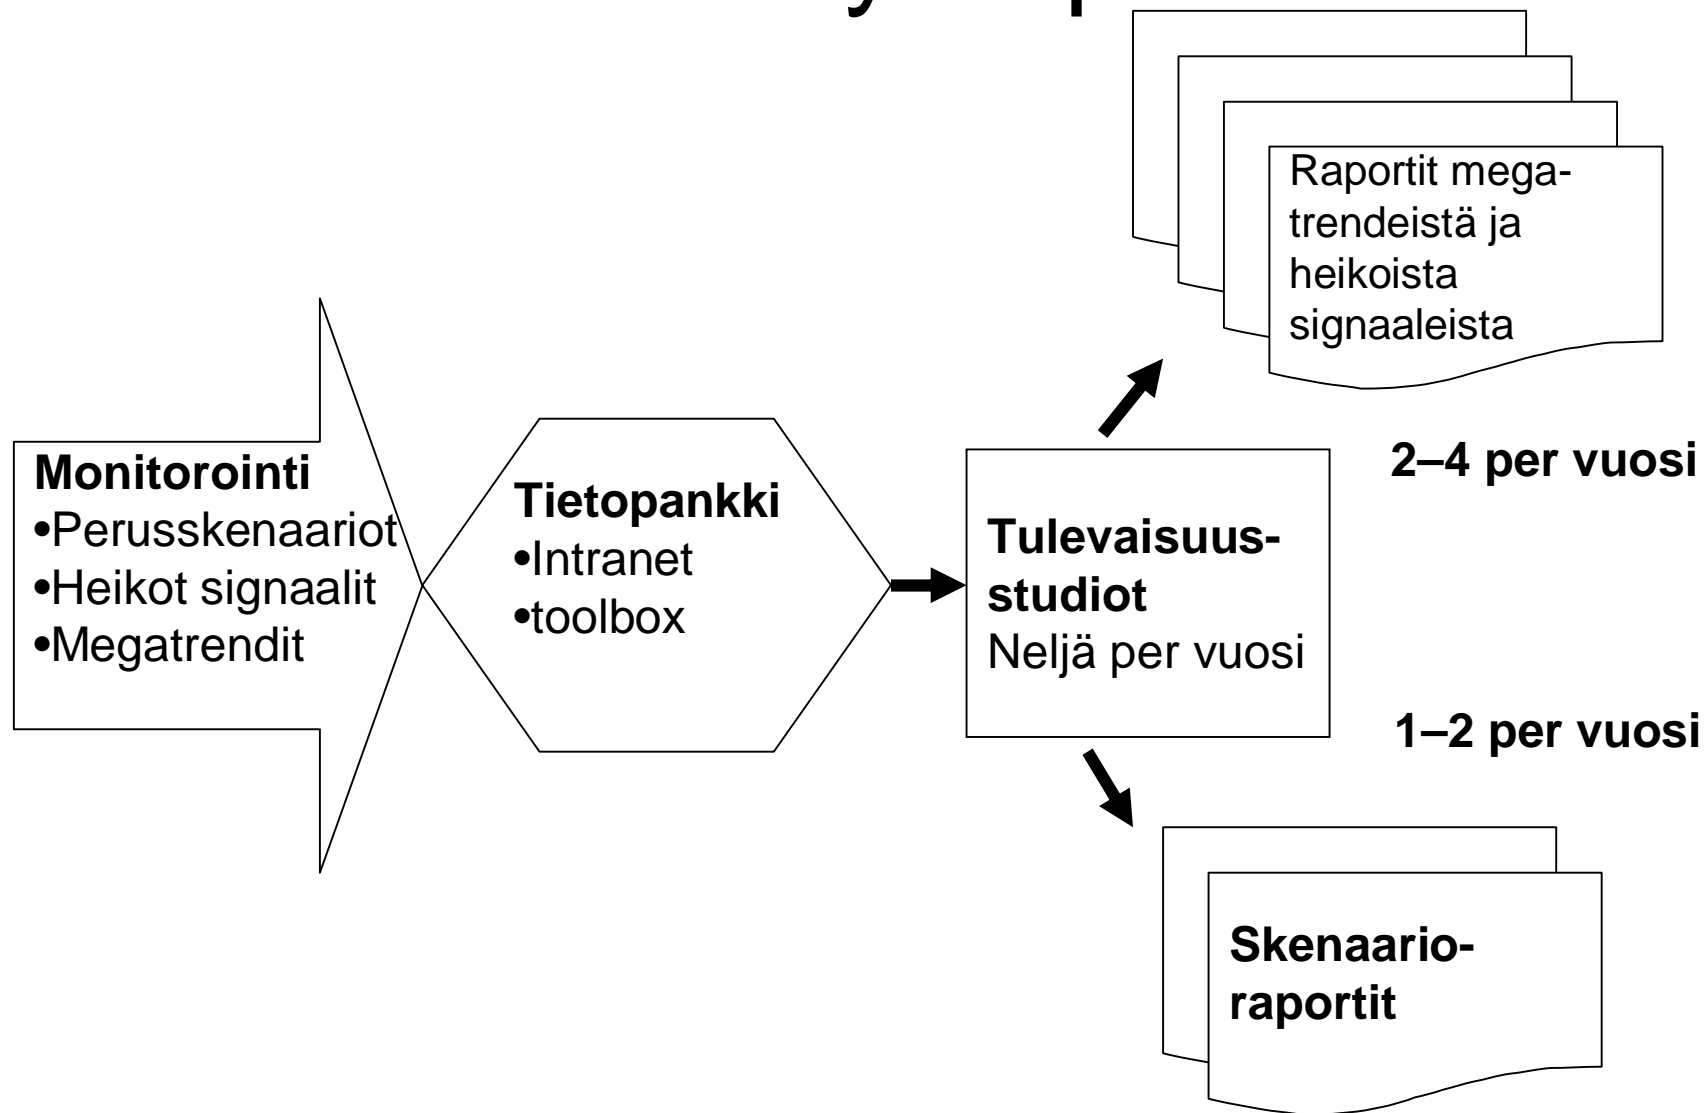 Raportit mega-
trendeistä ja
heikoista
signaaleista
2–4 per vuosi
Monitorointi
•Perusskenaariot
•Heikot signaalit
•Megatrendit
Tietopankki
•Intranet
•toolbox
Tulevaisuus-
studiot
Neljä per vuosi
1–2 per vuosi
Skenaario-
raportit